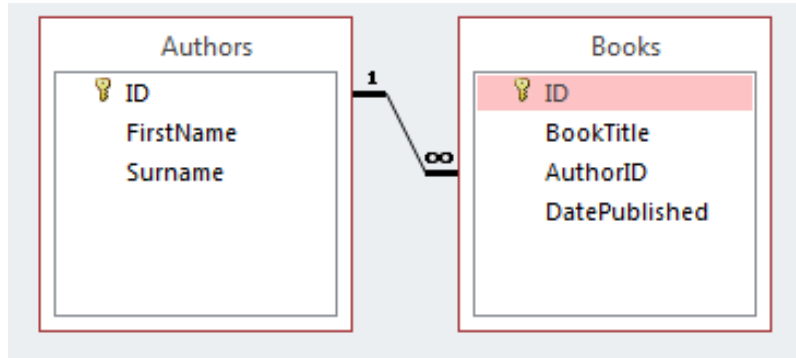 Authors
ID
FirstName
Surname
1
∞
Books
ID
BookTitle
AuthorID
DatePublished